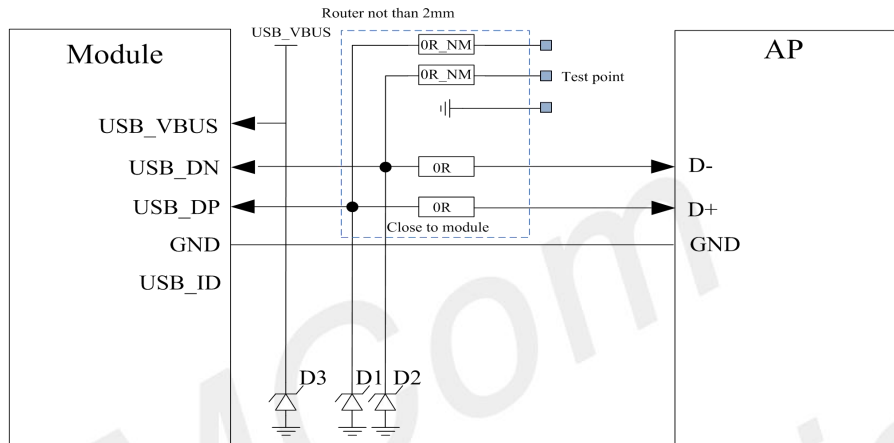 Router not than 2mm
USB_VBUS
Module
AP
0R_NM
0R_NM
Test point
USB_VBUS
USB_DN
0R
D-
USB_DP
0R
D+
Close to module
GND
GND
USB_ID
D3
D1
D2